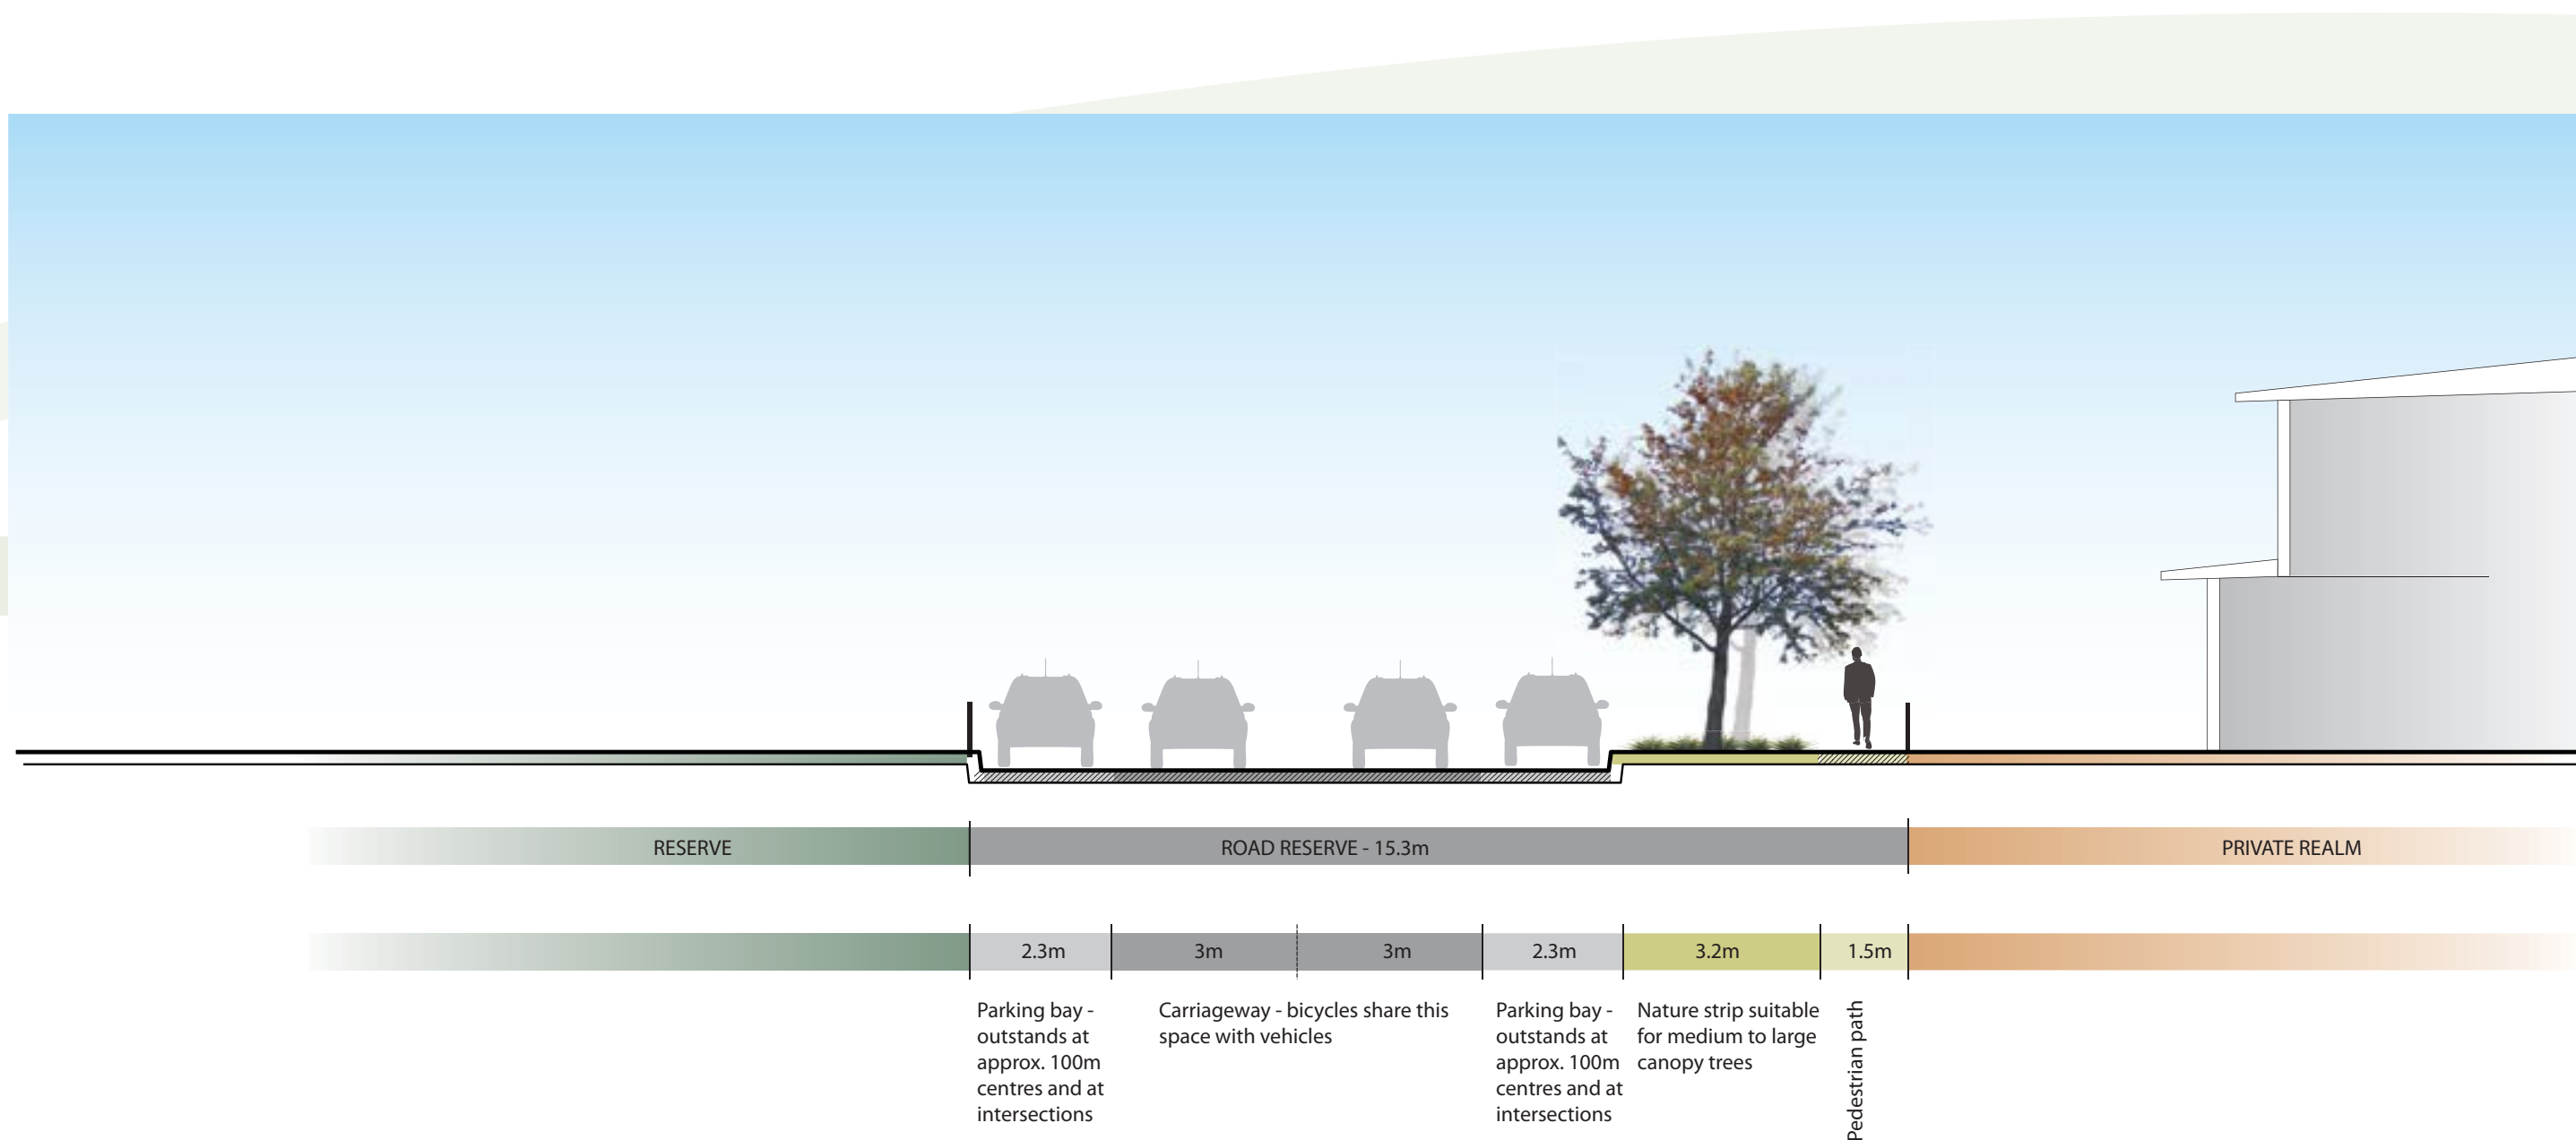 RESERVE
ROAD RESERVE - 15.3m
PRIVATE REALM
2.3m
3m
3m
2.3m
3.2m
1.5m
Parking bay -
outstands at
approx. 100m
centres and at
intersections
Carriageway - bicycles share this
space with vehicles
Parking bay -
outstands at
approx. 100m
centres and at
intersections
Nature strip suitable
for medium to large
canopy trees
Pedestrian path